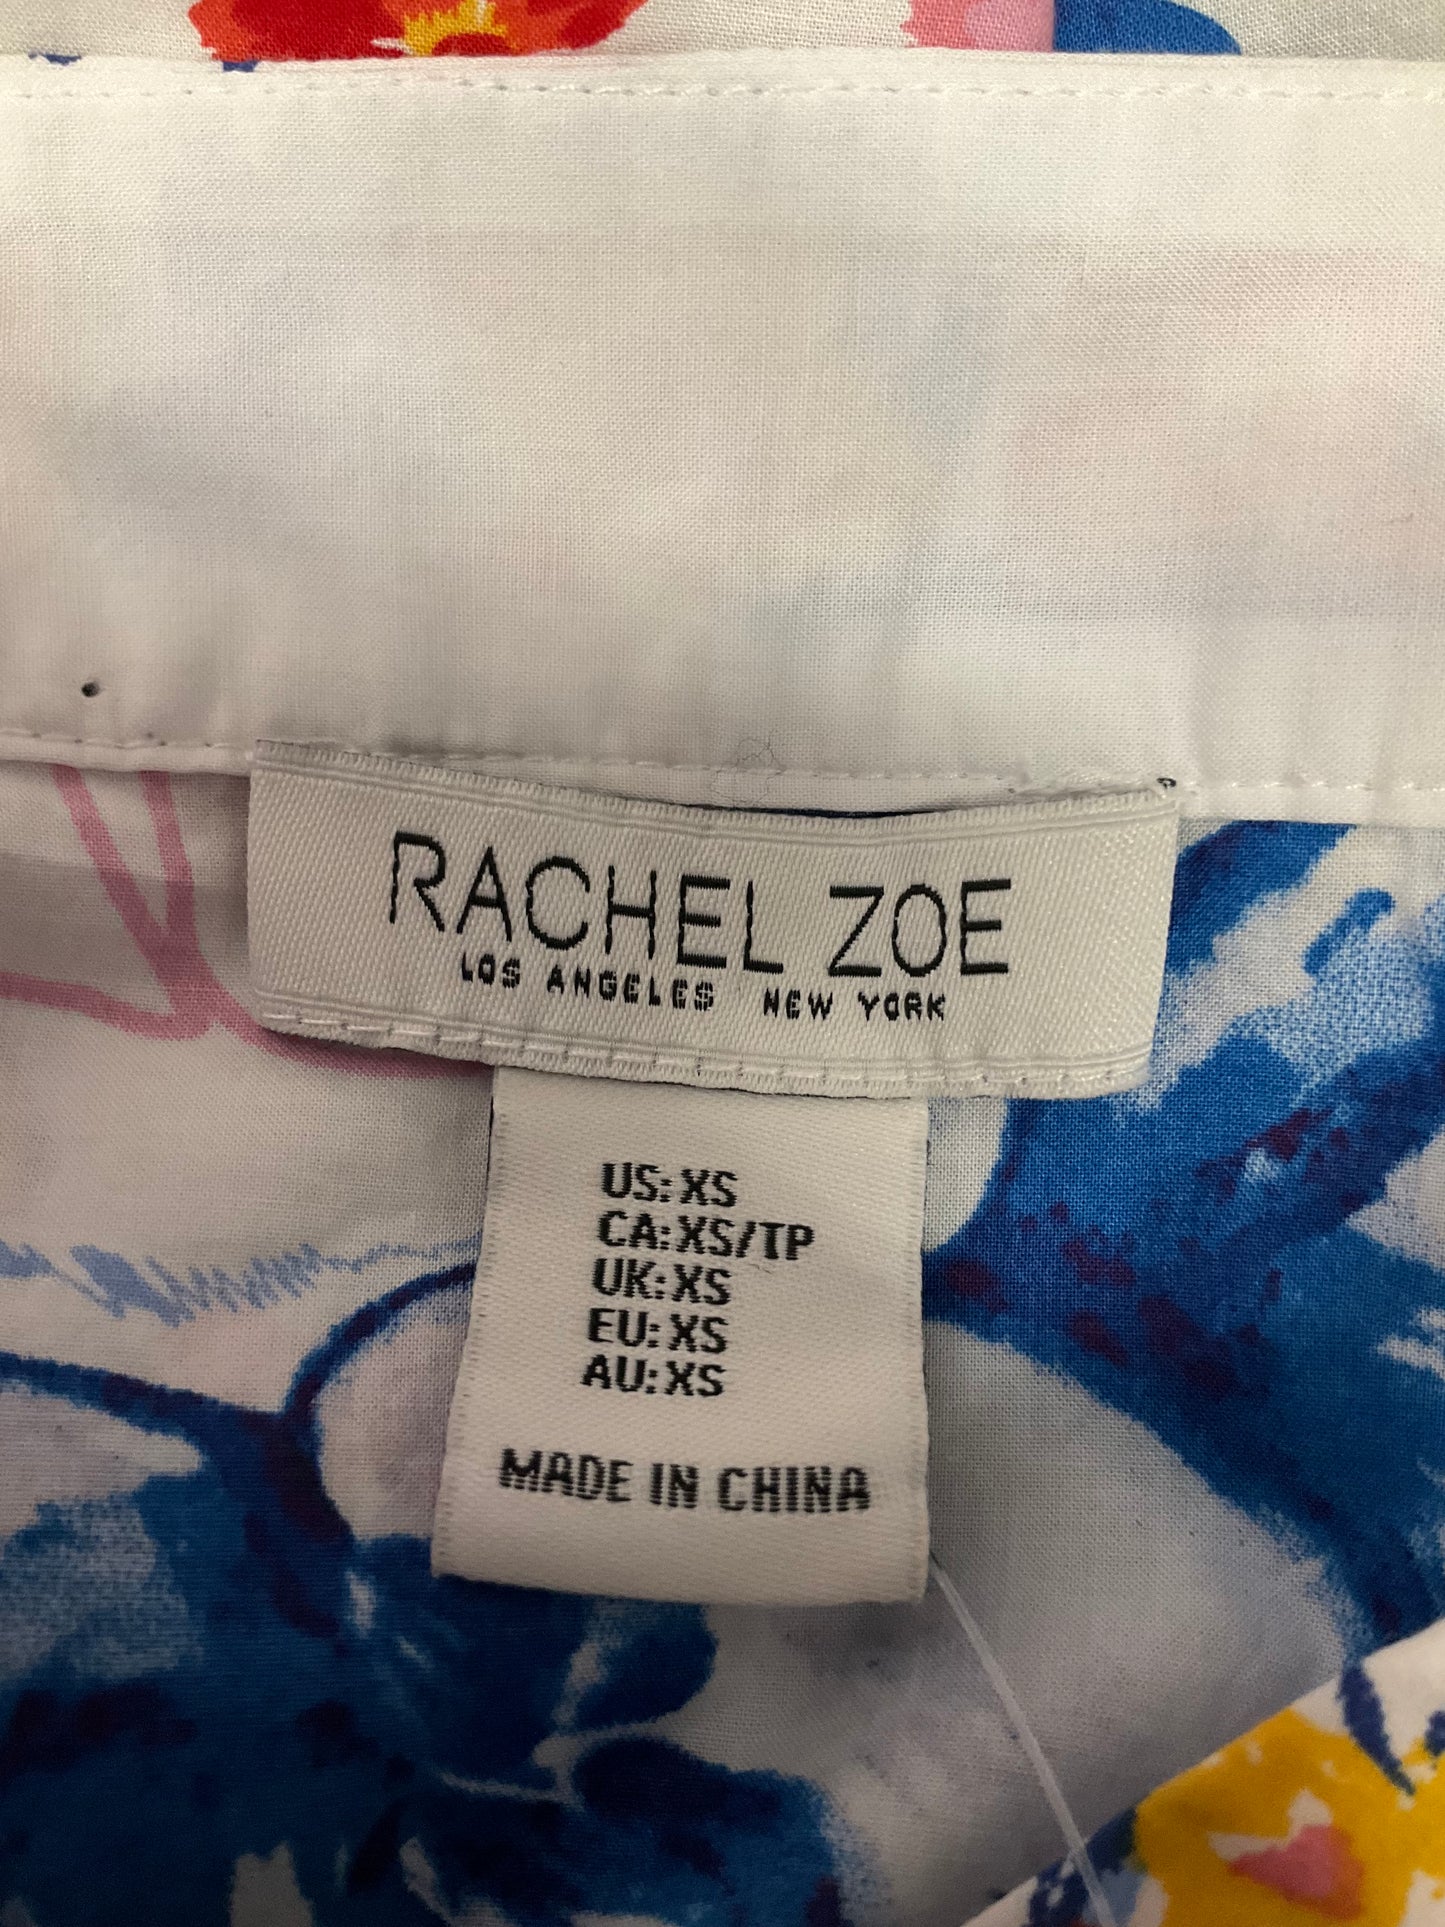 RACHEL ZOE
LOS ANGELES NEW YORK
US: XS
CA: XS/TP
UK: XS
EU: XS
AU: XS
MADE IN CHINA